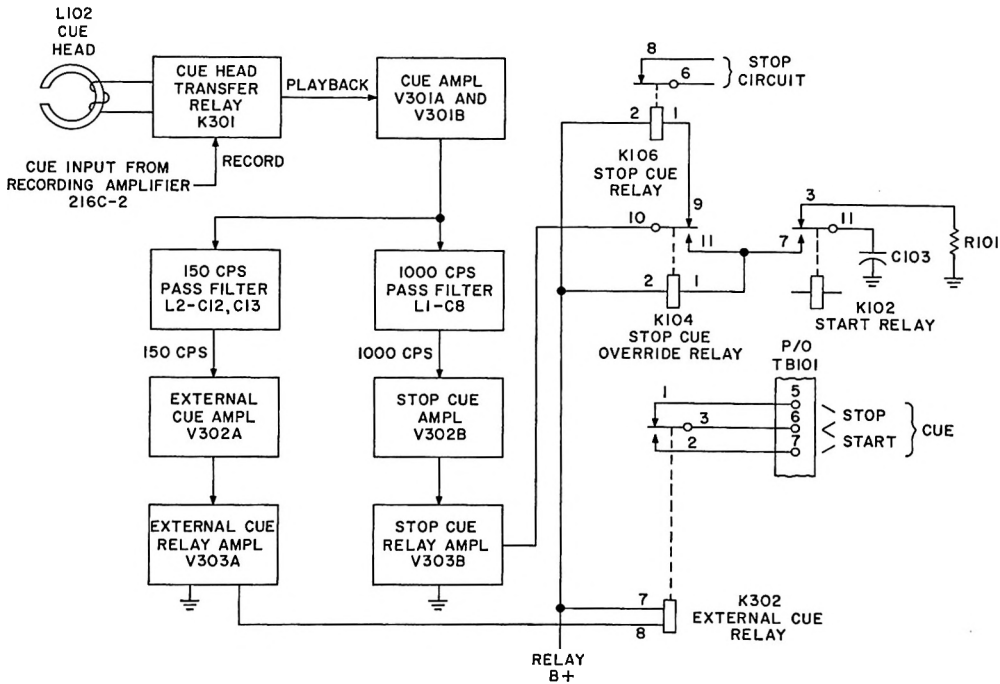 L102
CUE
HEAD
CUE HEAD
TRANSFER
RELAY
K301
PLAYBACK
CUE AMPL
V301A AND
V301B
RECORD
CUE INPUT FROM
RECORDING AMPLIFIER
216C-2
8
6
STOP
CIRCUIT
2
1
K106
STOP CUE
RELAY
9
10
11
2
1
K104
STOP CUE
OVERRIDE RELAY
3
11
7
C103
R101
K102
START RELAY
150 CPS
PASS FILTER
L2-C12, C13
1000 CPS
PASS FILTER
L1-C8
150 CPS
1000 CPS
EXTERNAL
CUE AMPL
V302A
STOP CUE
AMPL
V302B
P/O
TB101
1
3
2
5
6
7
STOP
START
CUE
EXTERNAL CUE
RELAY AMPL
V303A
STOP CUE
RELAY AMPL
V303B
7
8
K302
EXTERNAL CUE
RELAY
RELAY
B+